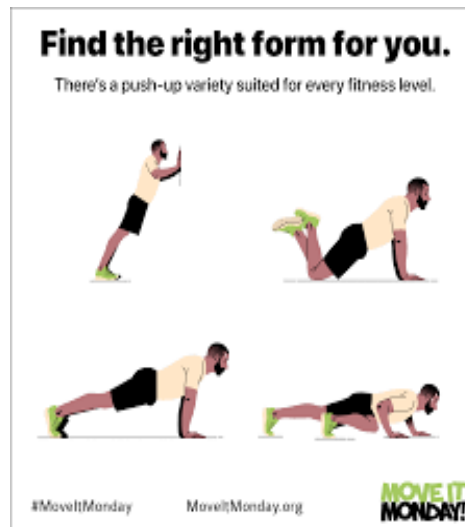 Find the right form for you.
There's a push-up variety suited for every fitness level.
#MoveItMonday
MoveItMonday.org
MOVE IT
MONDAY!